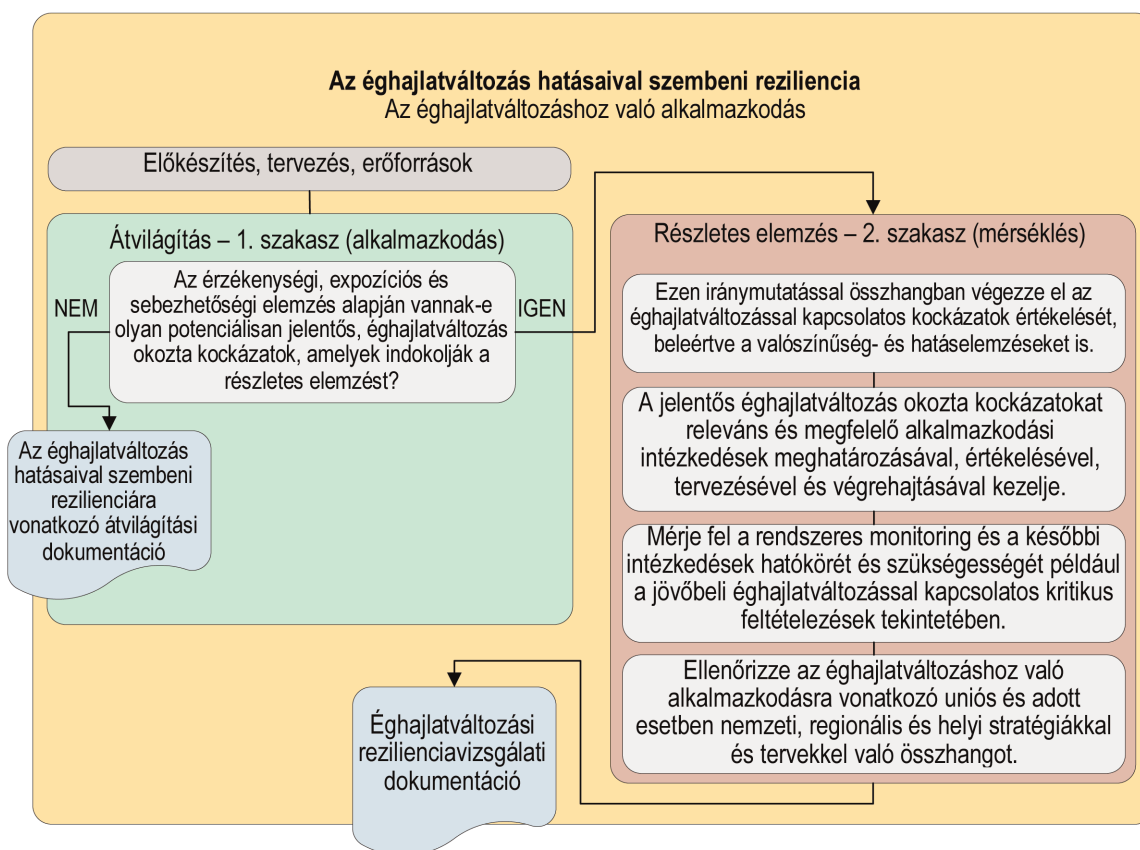 Az éghajlatváltozás hatásaival szembeni reziliencia
Az éghajlatváltozáshoz való alkalmazkodás
Előkészítés, tervezés, erőforrások
Átvilágítás – 1. szakasz (alkalmazkodás)
NEM
Az érzékenységi, expozíciós és
sebezhetőségi elemzés alapján vannak-e
olyan potenciálisan jelentős, éghajlatváltozás
okozta kockázatok, amelyek indokolják a
részletes elemzést?
IGEN
Az éghajlatváltozás
hatásaival szembeni
rezilienciára
vonatkozó átvilágítási
dokumentáció
Részletes elemzés – 2. szakasz (mérséklés)
Ezen iránymutatással összhangban végezze el az
éghajlatváltozással kapcsolatos kockázatok értékelését,
beleértve a valószínűség- és hatáselemzéseket is.
A jelentős éghajlatváltozás okozta kockázatokat
releváns és megfelelő alkalmazkodási
intézkedések meghatározásával, értékelésével,
tervezésével és végrehajtásával kezelje.
Mérje fel a rendszeres monitoring és a későbbi
intézkedések hatókörét és szükségességét például
a jövőbeli éghajlatváltozással kapcsolatos kritikus
feltételezések tekintetében.
Ellenőrizze az éghajlatváltozáshoz való
alkalmazkodásra vonatkozó uniós és adott
esetben nemzeti, regionális és helyi stratégiákkal
és tervekkel való összhangot.
Éghajlatváltozási
rezilienciavizsgálati
dokumentáció